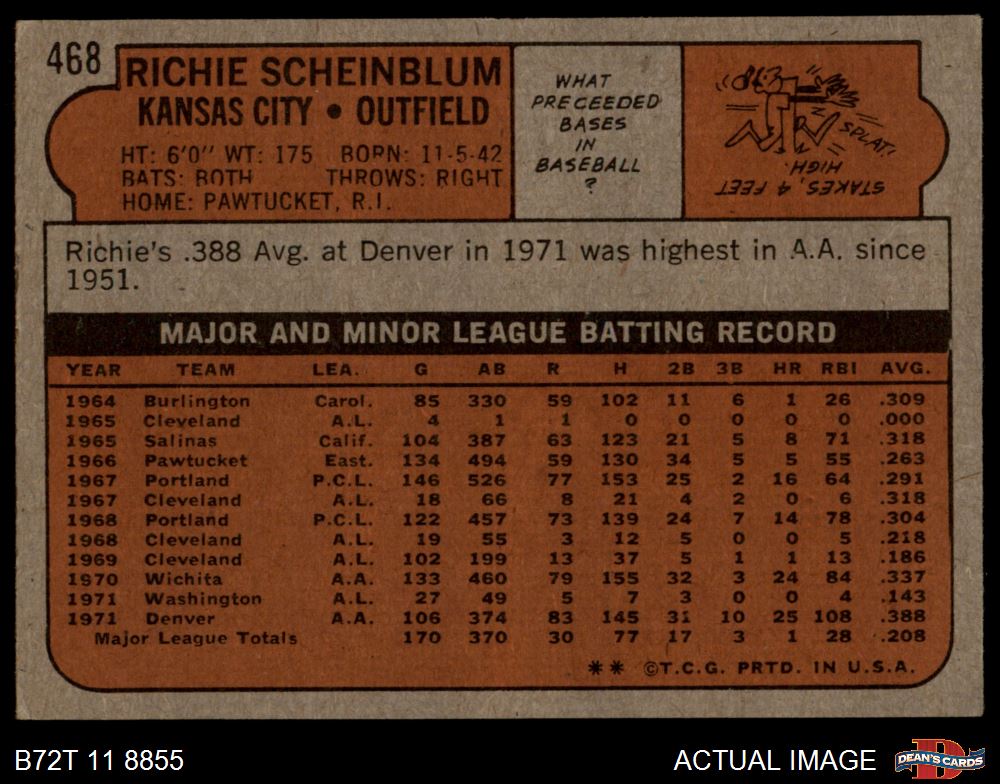 468
RICHIE SCHEINBLUM
KANSAS CITY • OUTFIELD
HT: 6'0" WT: 175 BORN: 11-5-42
BATS: BOTH THROWS: RIGHT
HOME: PAWTUCKET, R.I.
WHAT
PRECEEDED
BASES
IN
BASEBALL
?
SPLAT!
STAKES, 4 FEET
HIGH.
Richie's .388 Avg. at Denver in 1971 was highest in A.A. since
1951.
MAJOR AND MINOR LEAGUE BATTING RECORD
YEAR TEAM LEA. G AB R H 2B 3B HR RBI AVG.
1964 Burlington Carol. 85 330 59 102 11 6 1 26 .309
1965 Cleveland A.L. 4 1 1 0 0 0 0 0 .000
1965 Salinas Calif. 104 387 63 123 21 5 8 71 .318
1966 Pawtucket East. 134 494 59 130 34 5 5 55 .263
1967 Portland P.C.L. 146 526 77 153 25 2 16 64 .291
1967 Cleveland A.L. 18 66 8 21 4 2 0 6 .318
1968 Portland P.C.L. 122 457 73 139 24 7 14 78 .304
1968 Cleveland A.L. 19 55 3 12 5 0 0 5 .218
1969 Cleveland A.L. 102 199 13 37 5 1 1 13 .186
1970 Wichita A.A. 133 460 79 155 32 3 24 84 .337
1971 Washington A.L. 27 49 5 7 3 0 0 4 .143
1971 Denver A.A. 106 374 83 145 31 10 25 108 .388
Major League Totals 170 370 30 77 17 3 1 28 .208
** ©T.C.G. PRTD. IN U.S.A.
B72T 11 8855
ACTUAL IMAGE
D
DEAN'S CARDS